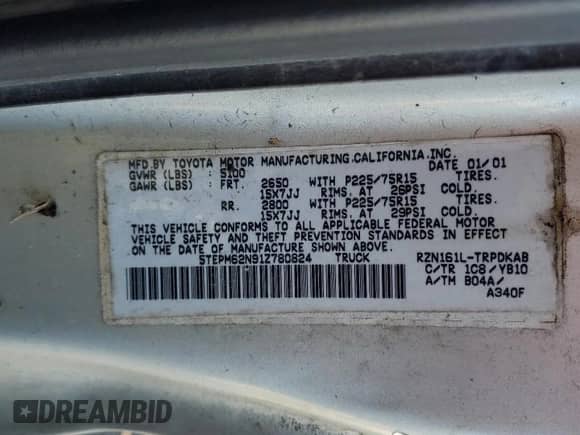 MFD.BY TOYOTA MOTOR MANUFACTURING.CALIFORNIA.INC.
GVWR (LBS) : 5100 DATE 01/01
GAWR (LBS) : FRT. 2650 WITH P225/75R15 TIRES.
15X7JJ RIMS. AT 26PSI COLD.
RR. 2800 WITH P225/75R15 TIRES.
15X7JJ RIMS. AT 29PSI COLD.
THIS VEHICLE CONFORMS TO ALL APPLICABLE FEDERAL MOTOR
VEHICLE SAFETY AND THEFT PREVENTION STANDARDS IN EFFECT
ON THE DATE OF MANUFACTURE SHOWN ABOVE.
5TEPM62N91Z780824 TRUCK RZN161L-TRPDKAB
C/TR 1C8/YB10
A/TM B04A/
A340F
DREAMBID